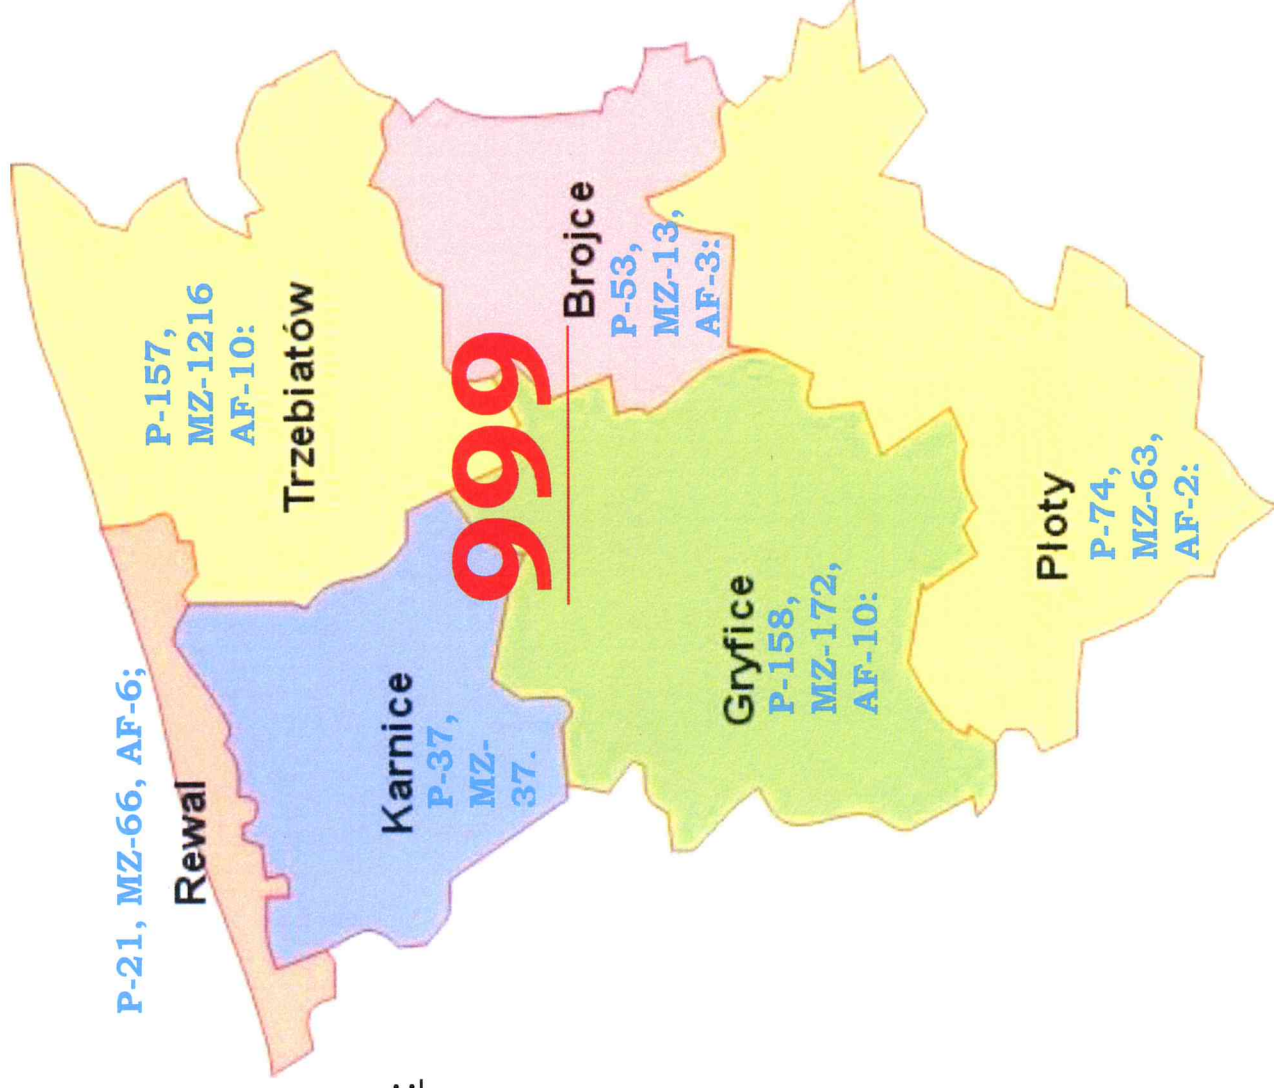 P-21, MZ-66, AF-6;
Rewal
P-157,
MZ-1216
AF-10:
Trzebiatów
Karnice
P-37,
MZ-
37.
999
Brojce
P-53,
MZ-13,
AF-3:
Gryfice
P-158,
MZ-172,
AF-10:
Płoty
P-74,
MZ-63,
AF-2: